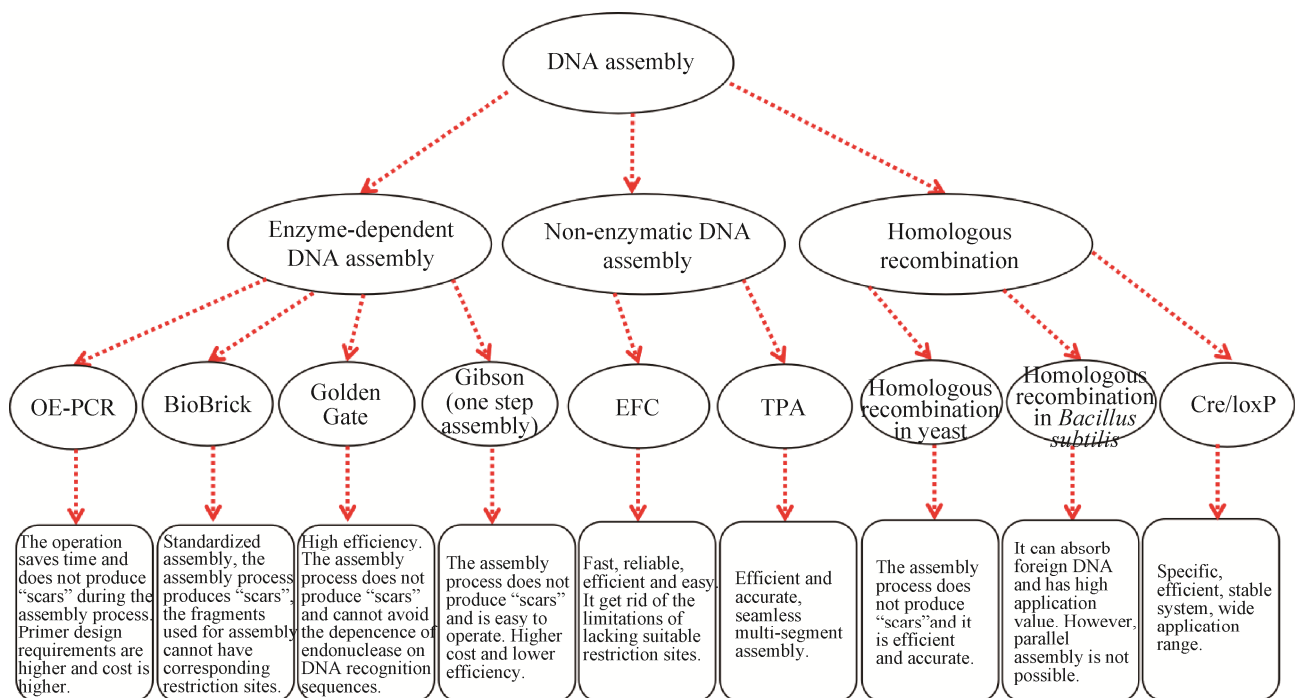 DNA assembly
Enzyme-dependent
DNA assembly
Non-enzymatic DNA
assembly
Homologous
recombination
OE-PCR
BioBrick
Golden
Gate
Gibson
(one step
assembly)
EFC
TPA
Homologous
recombination
in yeast
Homologous
recombination
in Bacillus
subtilis
Cre/loxP
The operation
saves time and
does not produce
“scars” during the
assembly process.
Primer design
requirements are
higher and cost is
higher.
Standardized
assembly, the
assembly process
produces “scars”,
the fragments
used for assembly
cannot have
corresponding
restriction sites.
High efficiency.
The assembly
process does not
produce “scars”
and cannot avoid
the depencence of
endonuclease on
DNA recognition
sequences.
The assembly
process does not
produce “scars”
and is easy to
operate. Higher
cost and lower
efficiency.
Fast, reliable,
efficient and easy.
It get rid of the
limitations of
lacking suitable
restriction sites.
Efficient and
accurate,
seamless
multi-segment
assembly.
The assembly
process does
not produce
“scars”and it is
efficient and
accurate.
It can absorb
foreign DNA
and has high
application
value. However,
parallel
assembly is not
possible.
Specific,
efficient, stable
system, wide
application
range.